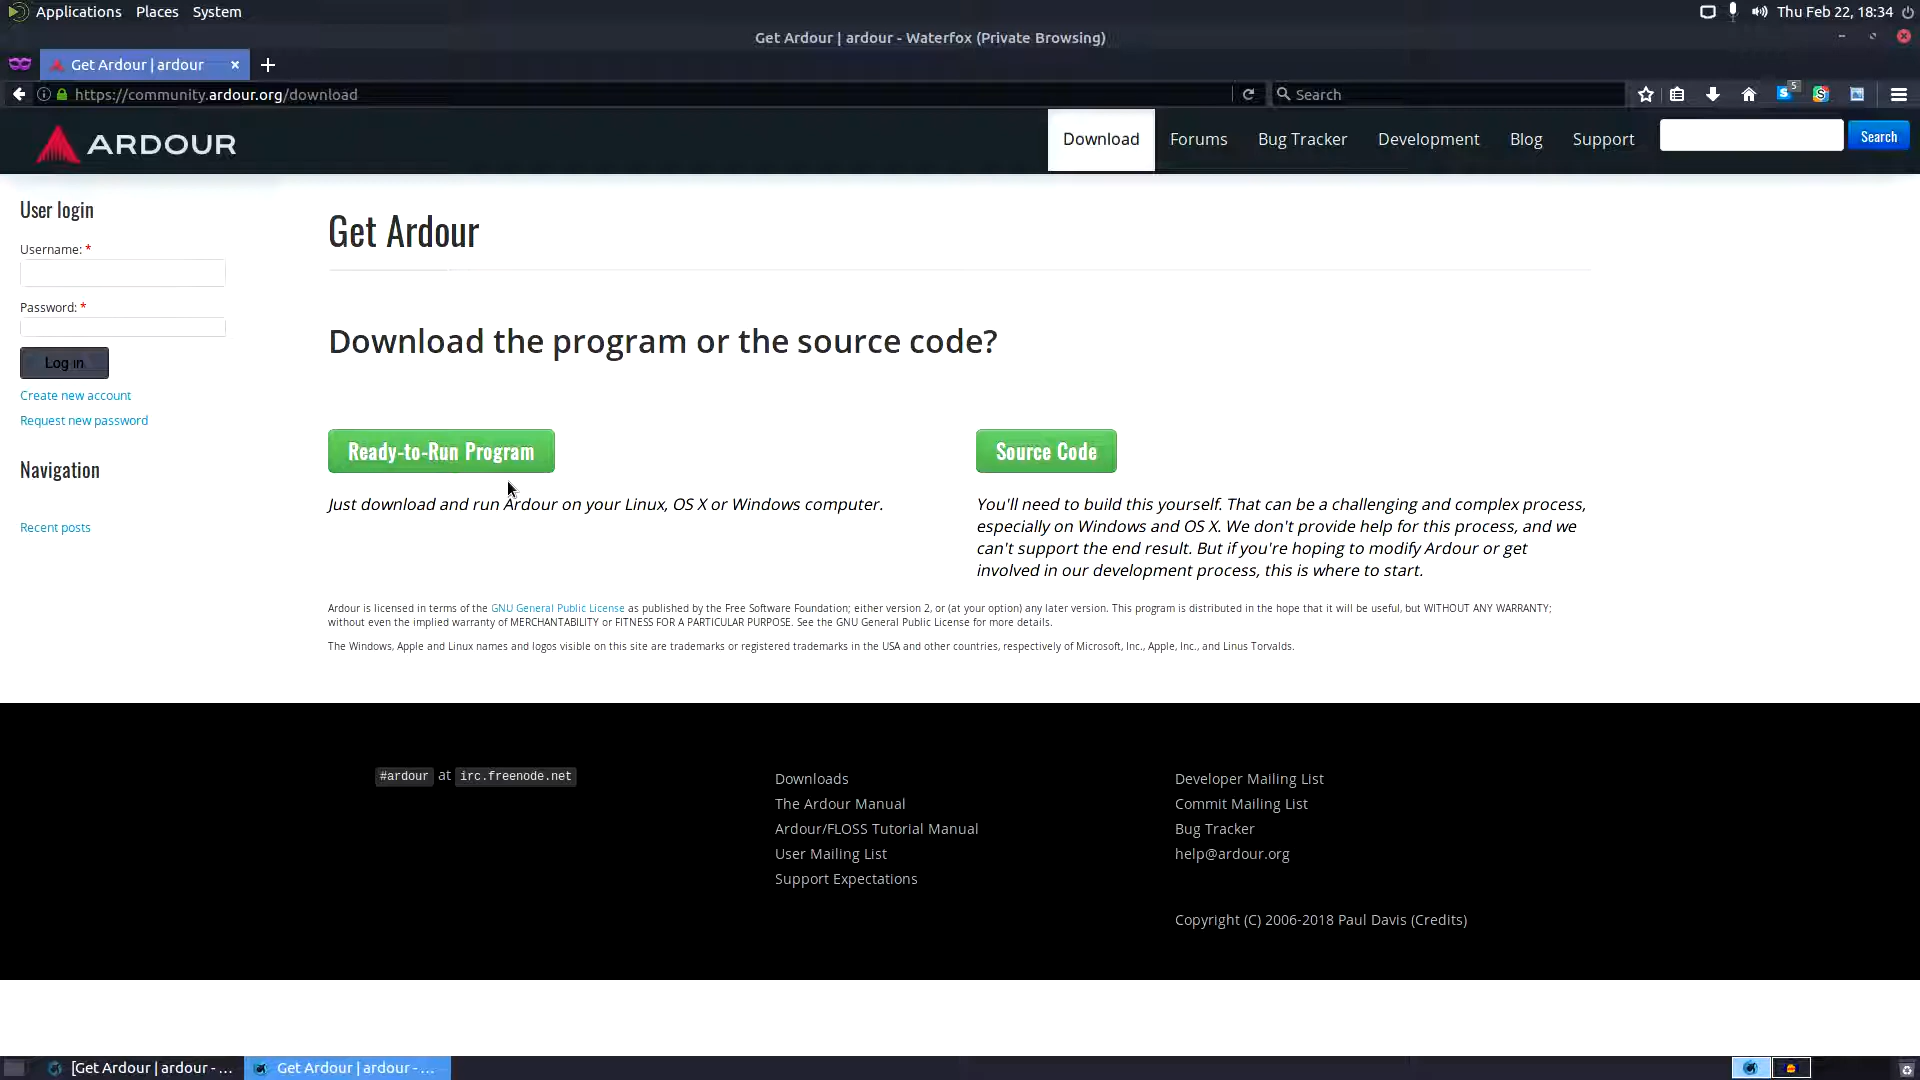 Applications Places System
Thu Feb 22, 18:34
Get Ardour | ardour - Waterfox (Private Browsing)
Get Ardour | ardour
https://community.ardour.org/download
Search
5
ARDOUR
Download Forums Bug Tracker Development Blog Support
Search
User login
Username: *
Password: *
Log in
Create new account
Request new password
Navigation
Recent posts
Get Ardour
Download the program or the source code?
Ready-to-Run Program
Just download and run Ardour on your Linux, OS X or Windows computer.
Source Code
You'll need to build this yourself. That can be a challenging and complex process,
especially on Windows and OS X. We don't provide help for this process, and we
can't support the end result. But if you're hoping to modify Ardour or get
involved in our development process, this is where to start.
Ardour is licensed in terms of the GNU General Public License as published by the Free Software Foundation; either version 2, or (at your option) any later version. This program is distributed in the hope that it will be useful, but WITHOUT ANY WARRANTY;
without even the implied warranty of MERCHANTABILITY or FITNESS FOR A PARTICULAR PURPOSE. See the GNU General Public License for more details.
The Windows, Apple and Linux names and logos visible on this site are trademarks or registered trademarks in the USA and other countries, respectively of Microsoft, Inc., Apple, Inc., and Linus Torvalds.
#ardour at irc.freenode.net
Downloads
The Ardour Manual
Ardour/FLOSS Tutorial Manual
User Mailing List
Support Expectations
Developer Mailing List
Commit Mailing List
Bug Tracker
help@ardour.org
Copyright (C) 2006-2018 Paul Davis (Credits)
[Get Ardour | ardour - ...
Get Ardour | ardour - ...